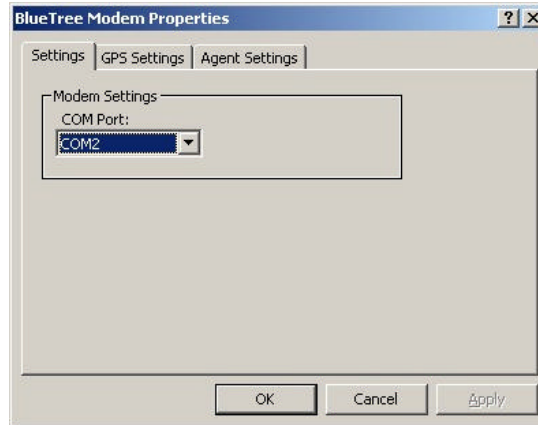 BlueTree Modem Properties
Settings GPS Settings Agent Settings
Modem Settings
COM Port:
COM2
OK Cancel Apply